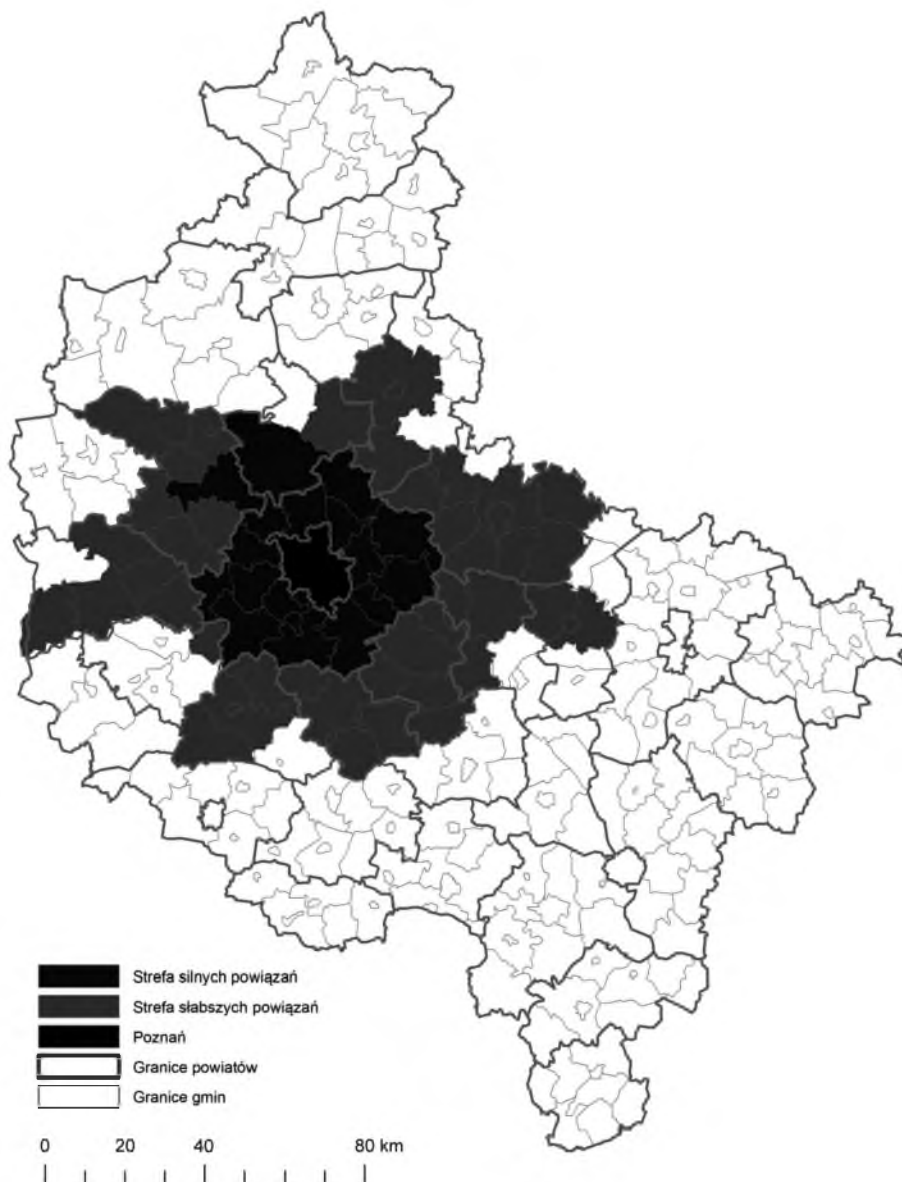 Strefa silnych powiązań
Strefa słabszych powiązań
Poznań
Granice powiatów
Granice gmin
0 20 40 80 km